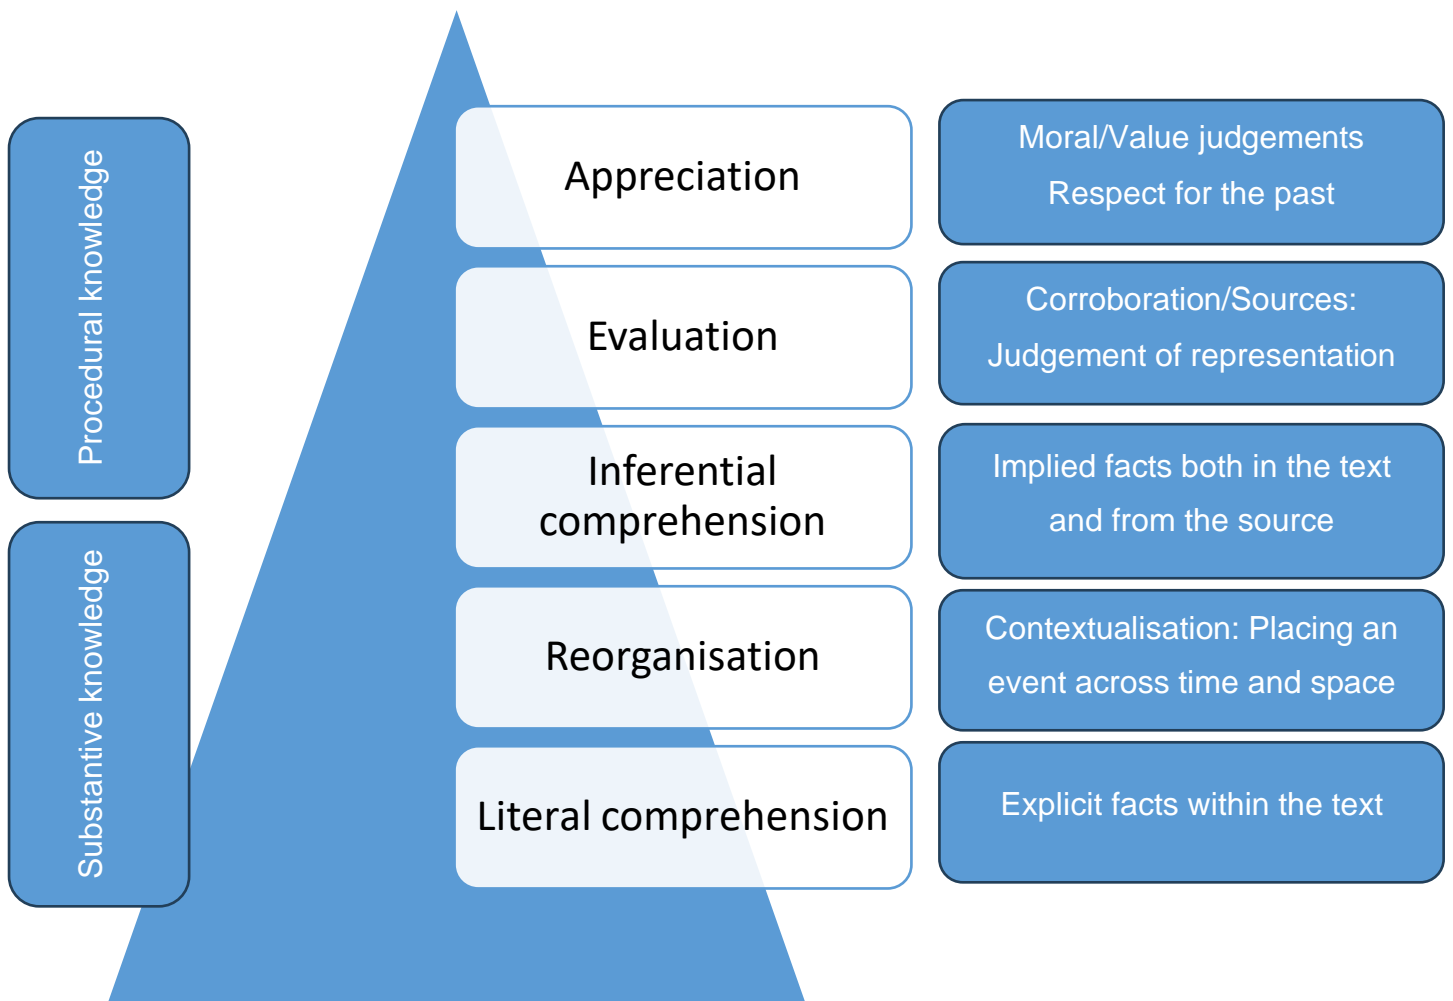 Procedural knowledge
Substantive knowledge
Appreciation
Moral/Value judgements
Respect for the past
Evaluation
Corroboration/Sources:
Judgement of representation
Inferential
comprehension
Implied facts both in the text
and from the source
Reorganisation
Contextualisation: Placing an
event across time and space
Literal comprehension
Explicit facts within the text